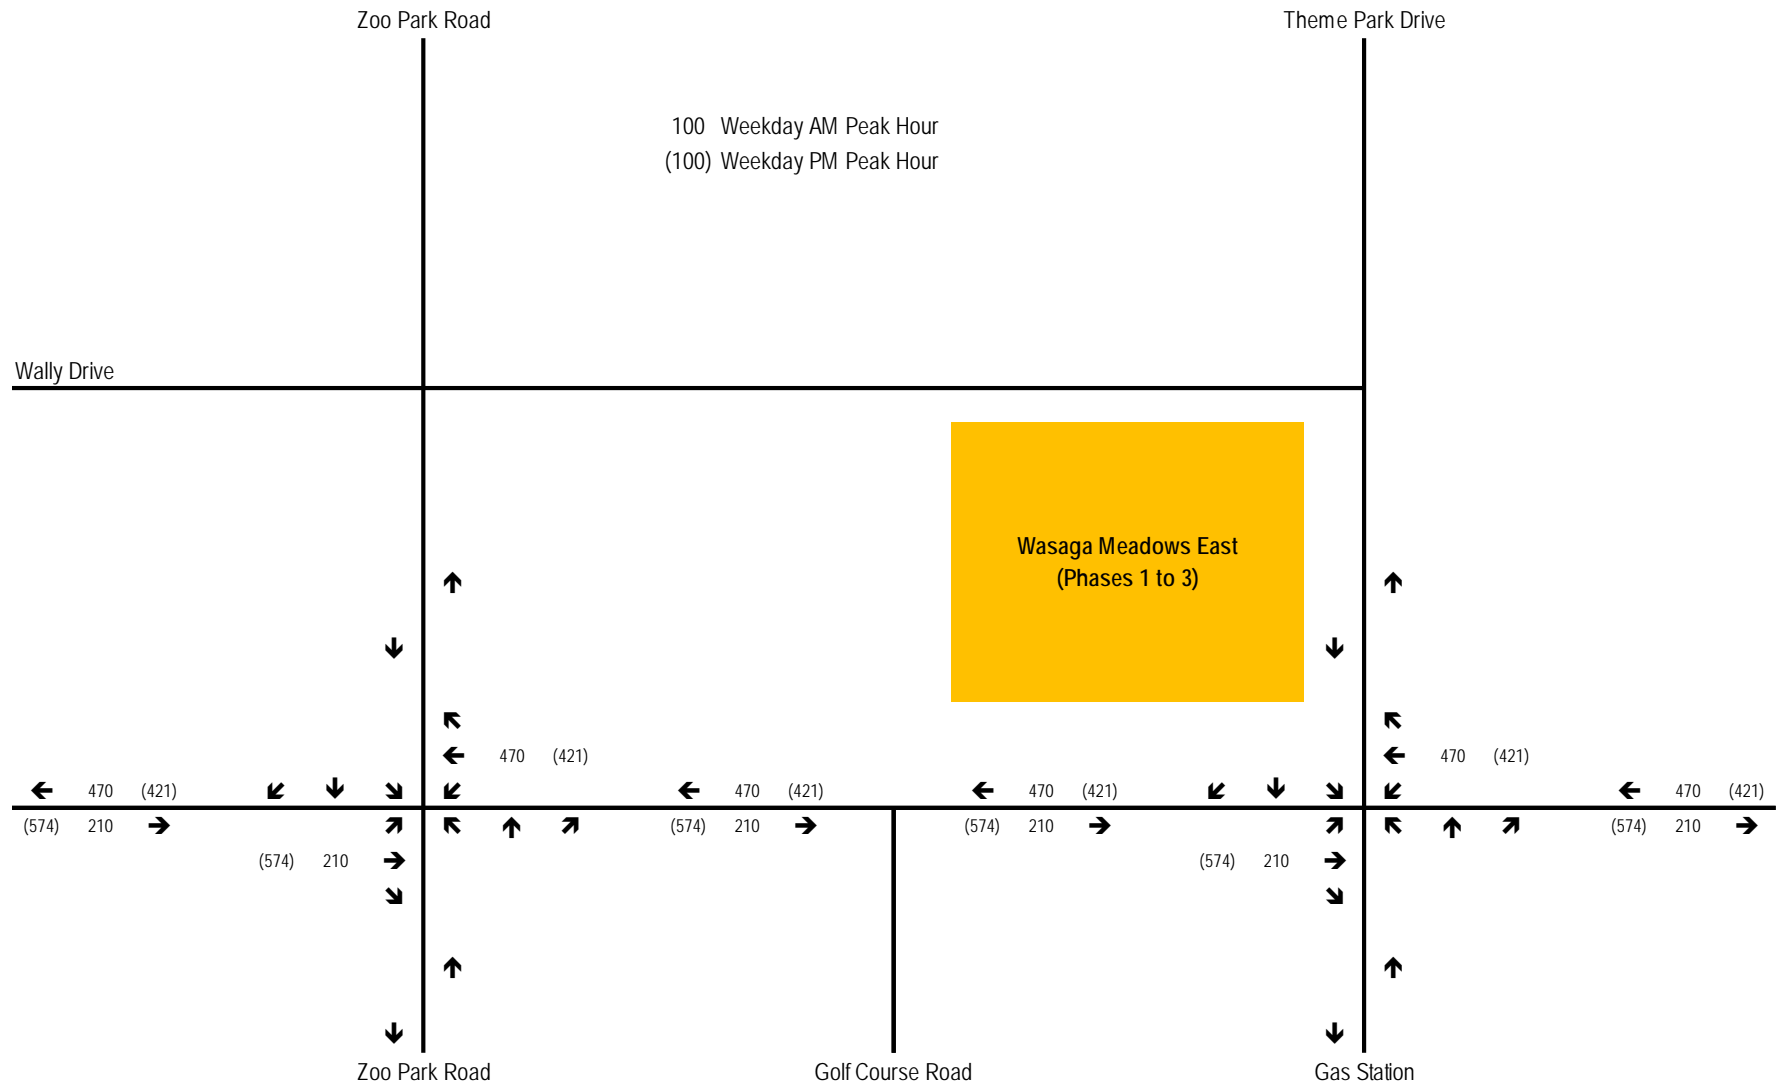 Zoo Park Road
Theme Park Drive
100 Weekday AM Peak Hour
(100) Weekday PM Peak Hour
Wally Drive
Wasaga Meadows East
(Phases 1 to 3)
470 (421)
470 (421)
470 (421)
470 (421)
470 (421)
470 (421)
(574) 210
(574) 210
(574) 210
(574) 210
(574) 210
(574) 210
Zoo Park Road
Golf Course Road
Gas Station